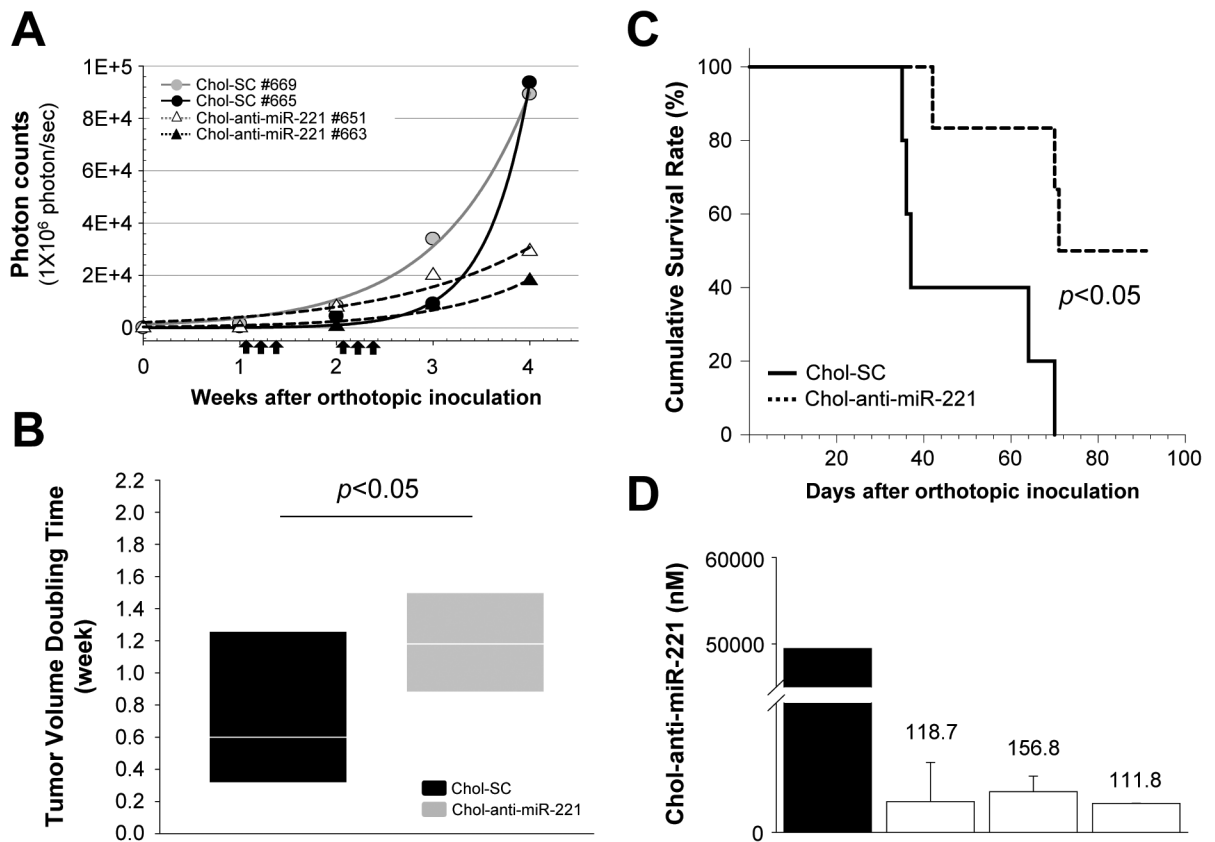 A
Photon counts
(1X10⁶ photon/sec)
1E+5
8E+4
6E+4
4E+4
2E+4
0
Chol-SC #669
Chol-SC #665
Chol-anti-miR-221 #651
Chol-anti-miR-221 #663
0 1 2 3 4
Weeks after orthotopic inoculation
B
Tumor Volume Doubling Time
(week)
2.2
2.0
1.8
1.6
1.4
1.2
1.0
0.8
0.6
0.4
0.2
0.0
p<0.05
Chol-SC
Chol-anti-miR-221
C
Cumulative Survival Rate (%)
100
80
60
40
20
0
p<0.05
Chol-SC
Chol-anti-miR-221
20 40 60 80 100
Days after orthotopic inoculation
D
Chol-anti-miR-221 (nM)
60000
50000
0
118.7
156.8
111.8